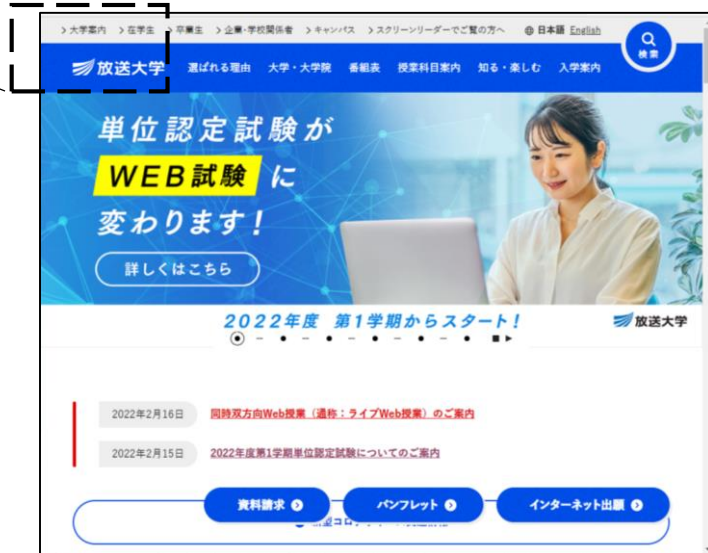 > 大学案内 > 在学生 > 卒業生 > 企業・学校関係者 > キャンパス > スクリーンリーダーでご覧の方へ 日本語 English
検索
放送大学 選ばれる理由 大学・大学院 番組表 授業科目案内 知る・楽しむ 入学案内
単位認定試験が
WEB試験 に
変わります!
詳しくはこちら
2022年度 第1学期からスタート!
放送大学
2022年2月16日 同時双方向Web授業(通称:ライブWeb授業)のご案内
2022年2月15日 2022年度第1学期単位認定試験についてのご案内
資料請求 パンフレット インターネット出願